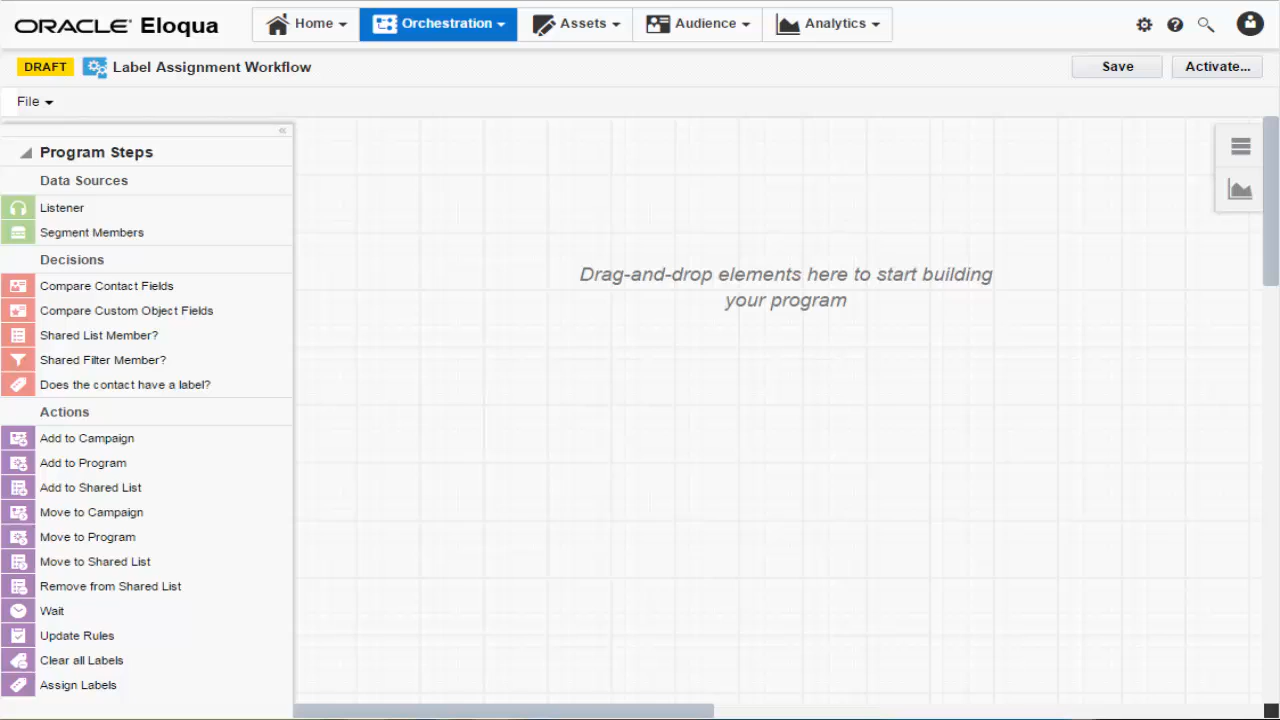 ORACLE Eloqua
Home
Orchestration
Assets
Audience
Analytics
DRAFT
Label Assignment Workflow
Save
Activate...
File
Program Steps
Data Sources
Listener
Segment Members
Decisions
Compare Contact Fields
Compare Custom Object Fields
Shared List Member?
Shared Filter Member?
Does the contact have a label?
Actions
Add to Campaign
Add to Program
Add to Shared List
Move to Campaign
Move to Program
Move to Shared List
Remove from Shared List
Wait
Update Rules
Clear all Labels
Assign Labels
Drag-and-drop elements here to start building
your program